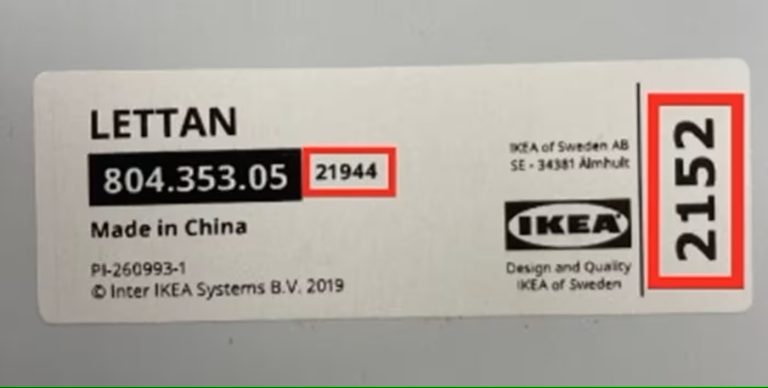 LETTAN
804.353.05 21944
Made in China
PI-260993-1
© Inter IKEA Systems B.V. 2019
IKEA of Sweden AB
SE - 34381 Älmhult
IKEA
Design and Quality
IKEA of Sweden
2152